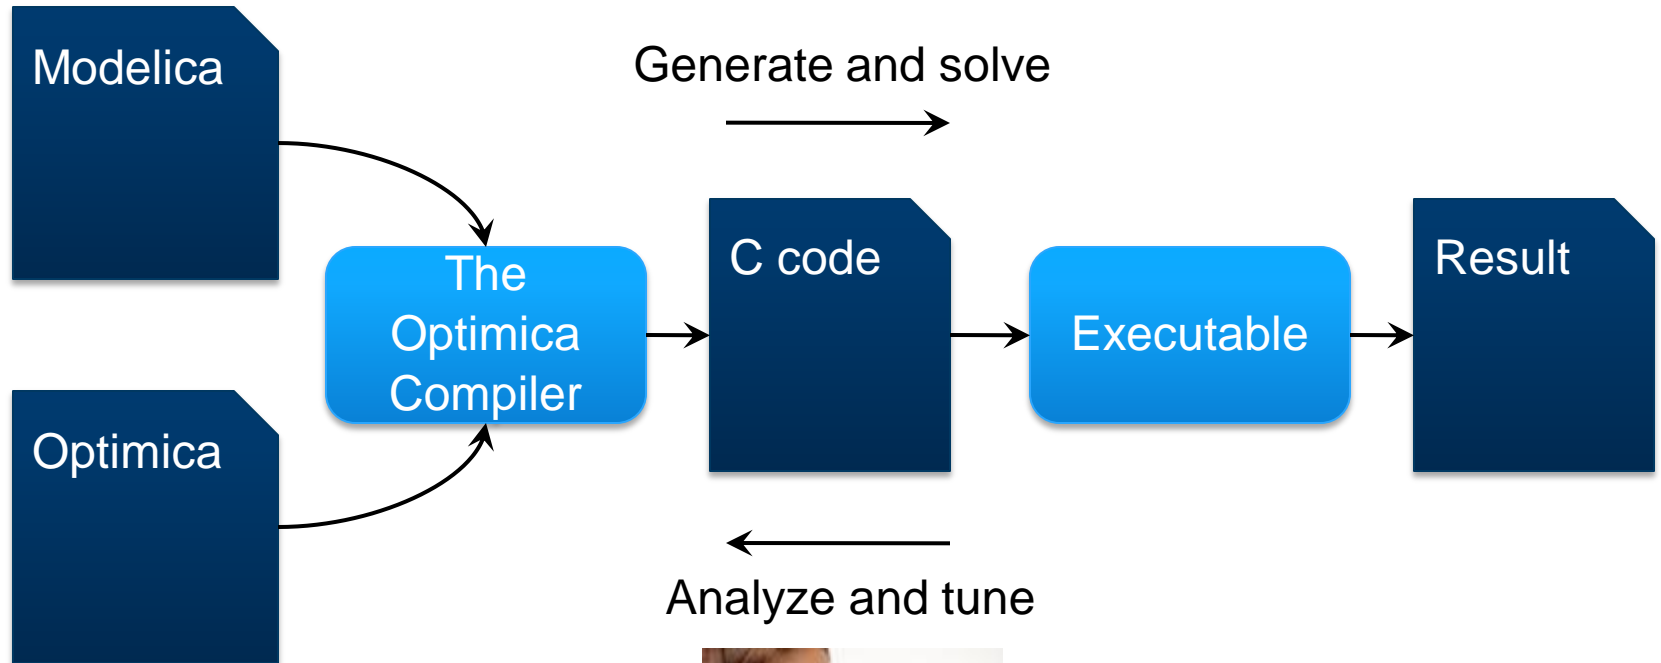 Modelica
Generate and solve
The
Optimica
Compiler
C code
Executable
Result
Optimica
Analyze and tune